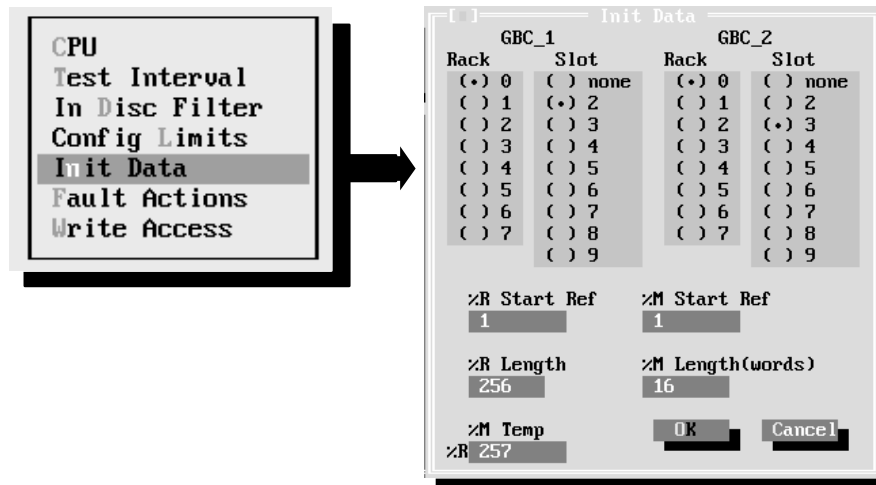 CPU
Test Interval
In Disc Filter
Config Limits
Init Data
Fault Actions
Write Access
Init Data
GBC_1 GBC_2
Rack Slot Rack Slot
(•) 0 ( ) none (•) 0 ( ) none
( ) 1 (•) 2 ( ) 1 ( ) 2
( ) 2 ( ) 3 ( ) 2 (•) 3
( ) 3 ( ) 4 ( ) 3 ( ) 4
( ) 4 ( ) 5 ( ) 4 ( ) 5
( ) 5 ( ) 6 ( ) 5 ( ) 6
( ) 6 ( ) 7 ( ) 6 ( ) 7
( ) 7 ( ) 8 ( ) 7 ( ) 8
( ) 9 ( ) 9
%R Start Ref %M Start Ref
1 1
%R Length %M Length(words)
256 16
%M Temp OK Cancel
%R 257